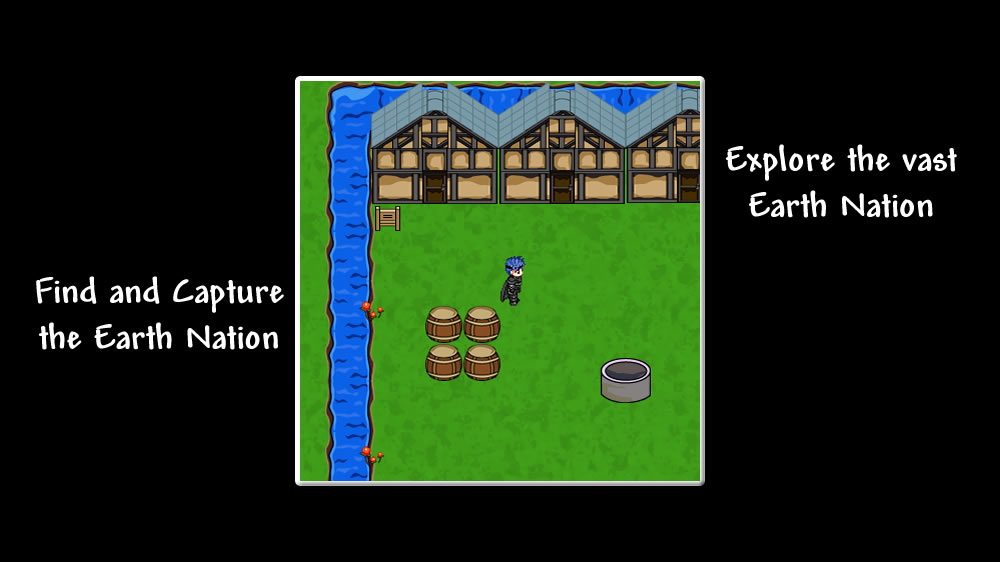 Explore the vast
Earth Nation
Find and Capture
the Earth Nation